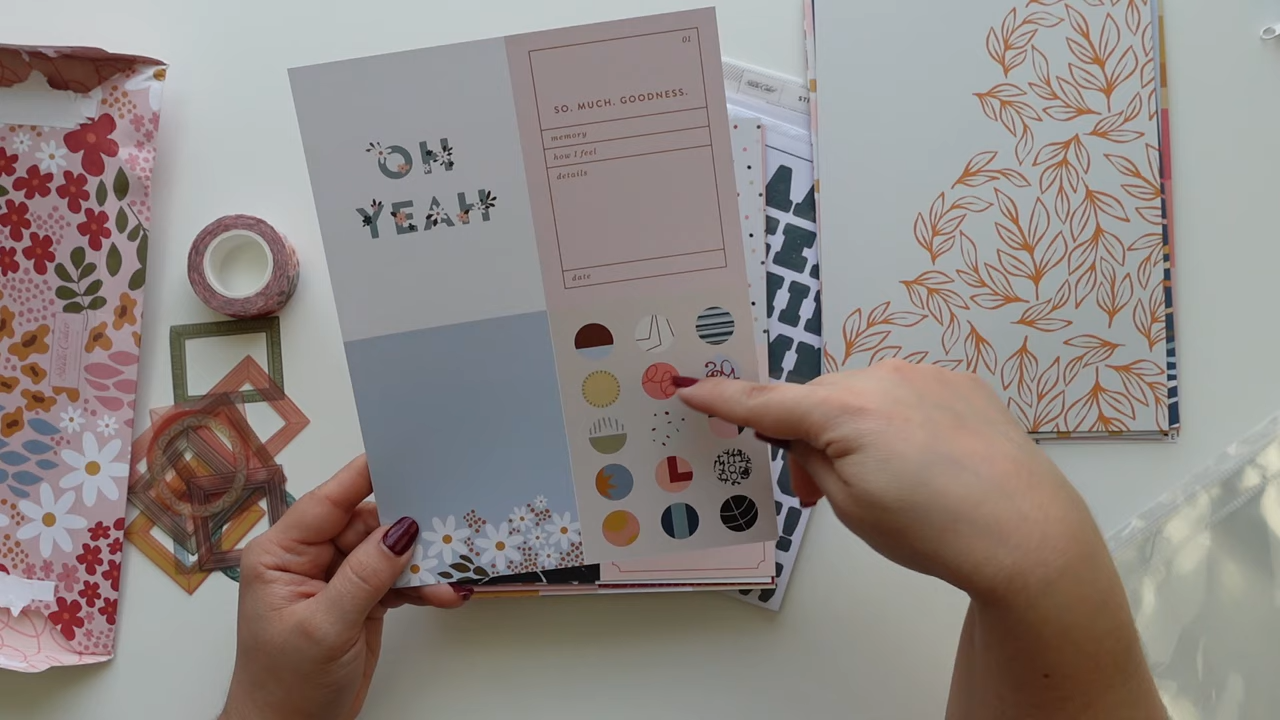 OH
YEAH
01
SO. MUCH. GOODNESS.
memory
how I feel
details
date